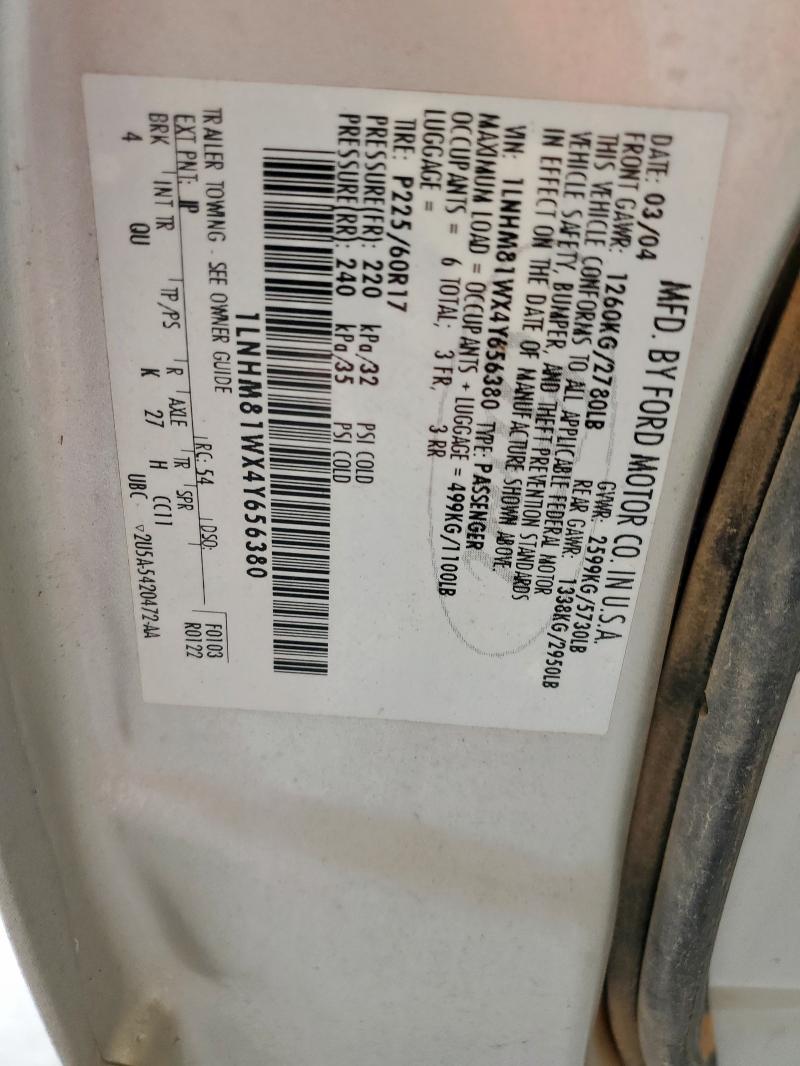 MFD. BY FORD MOTOR CO. IN U.S.A.
DATE: 03/04 GVWR: 2599KG/5730LB
FRONT GAWR: 1260KG/2780LB REAR GAWR: 1338KG/2950LB
THIS VEHICLE CONFORMS TO ALL APPLICABLE FEDERAL MOTOR
VEHICLE SAFETY, BUMPER, AND THEFT PREVENTION STANDARDS
IN EFFECT ON THE DATE OF MANUFACTURE SHOWN ABOVE.
VIN: 1LNHM81WX4Y656380 TYPE: PASSENGER
MAXIMUM LOAD = OCCUPANTS + LUGGAGE = 499KG/1100LB
OCCUPANTS = 6 TOTAL; 3 FR, 3 RR
LUGGAGE =
TIRE: P225/60R17
PRESSURE(FR): 220 kPa/32 PSI COLD
PRESSURE(RR): 240 kPa/35 PSI COLD
1LNHM81WX4Y656380
TRAILER TOWING - SEE OWNER GUIDE
F0103
R0122
EXT PNT: JP RC: 54 DSO:
BRK INT TR TP/PS R AXLE TR SPR
4 QU K 27 H CC11
UBC ▽2U5A5420472-AA